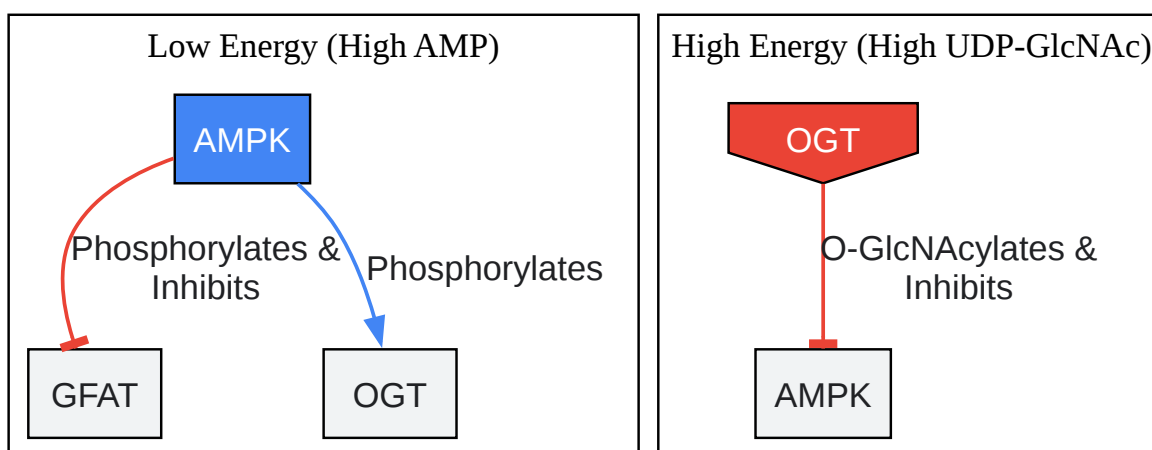 Low Energy (High AMP)
AMPK
Phosphorylates &
Inhibits
Phosphorylates
GFAT
OGT
High Energy (High UDP-GlcNAc)
OGT
O-GlcNAcylates &
Inhibits
AMPK